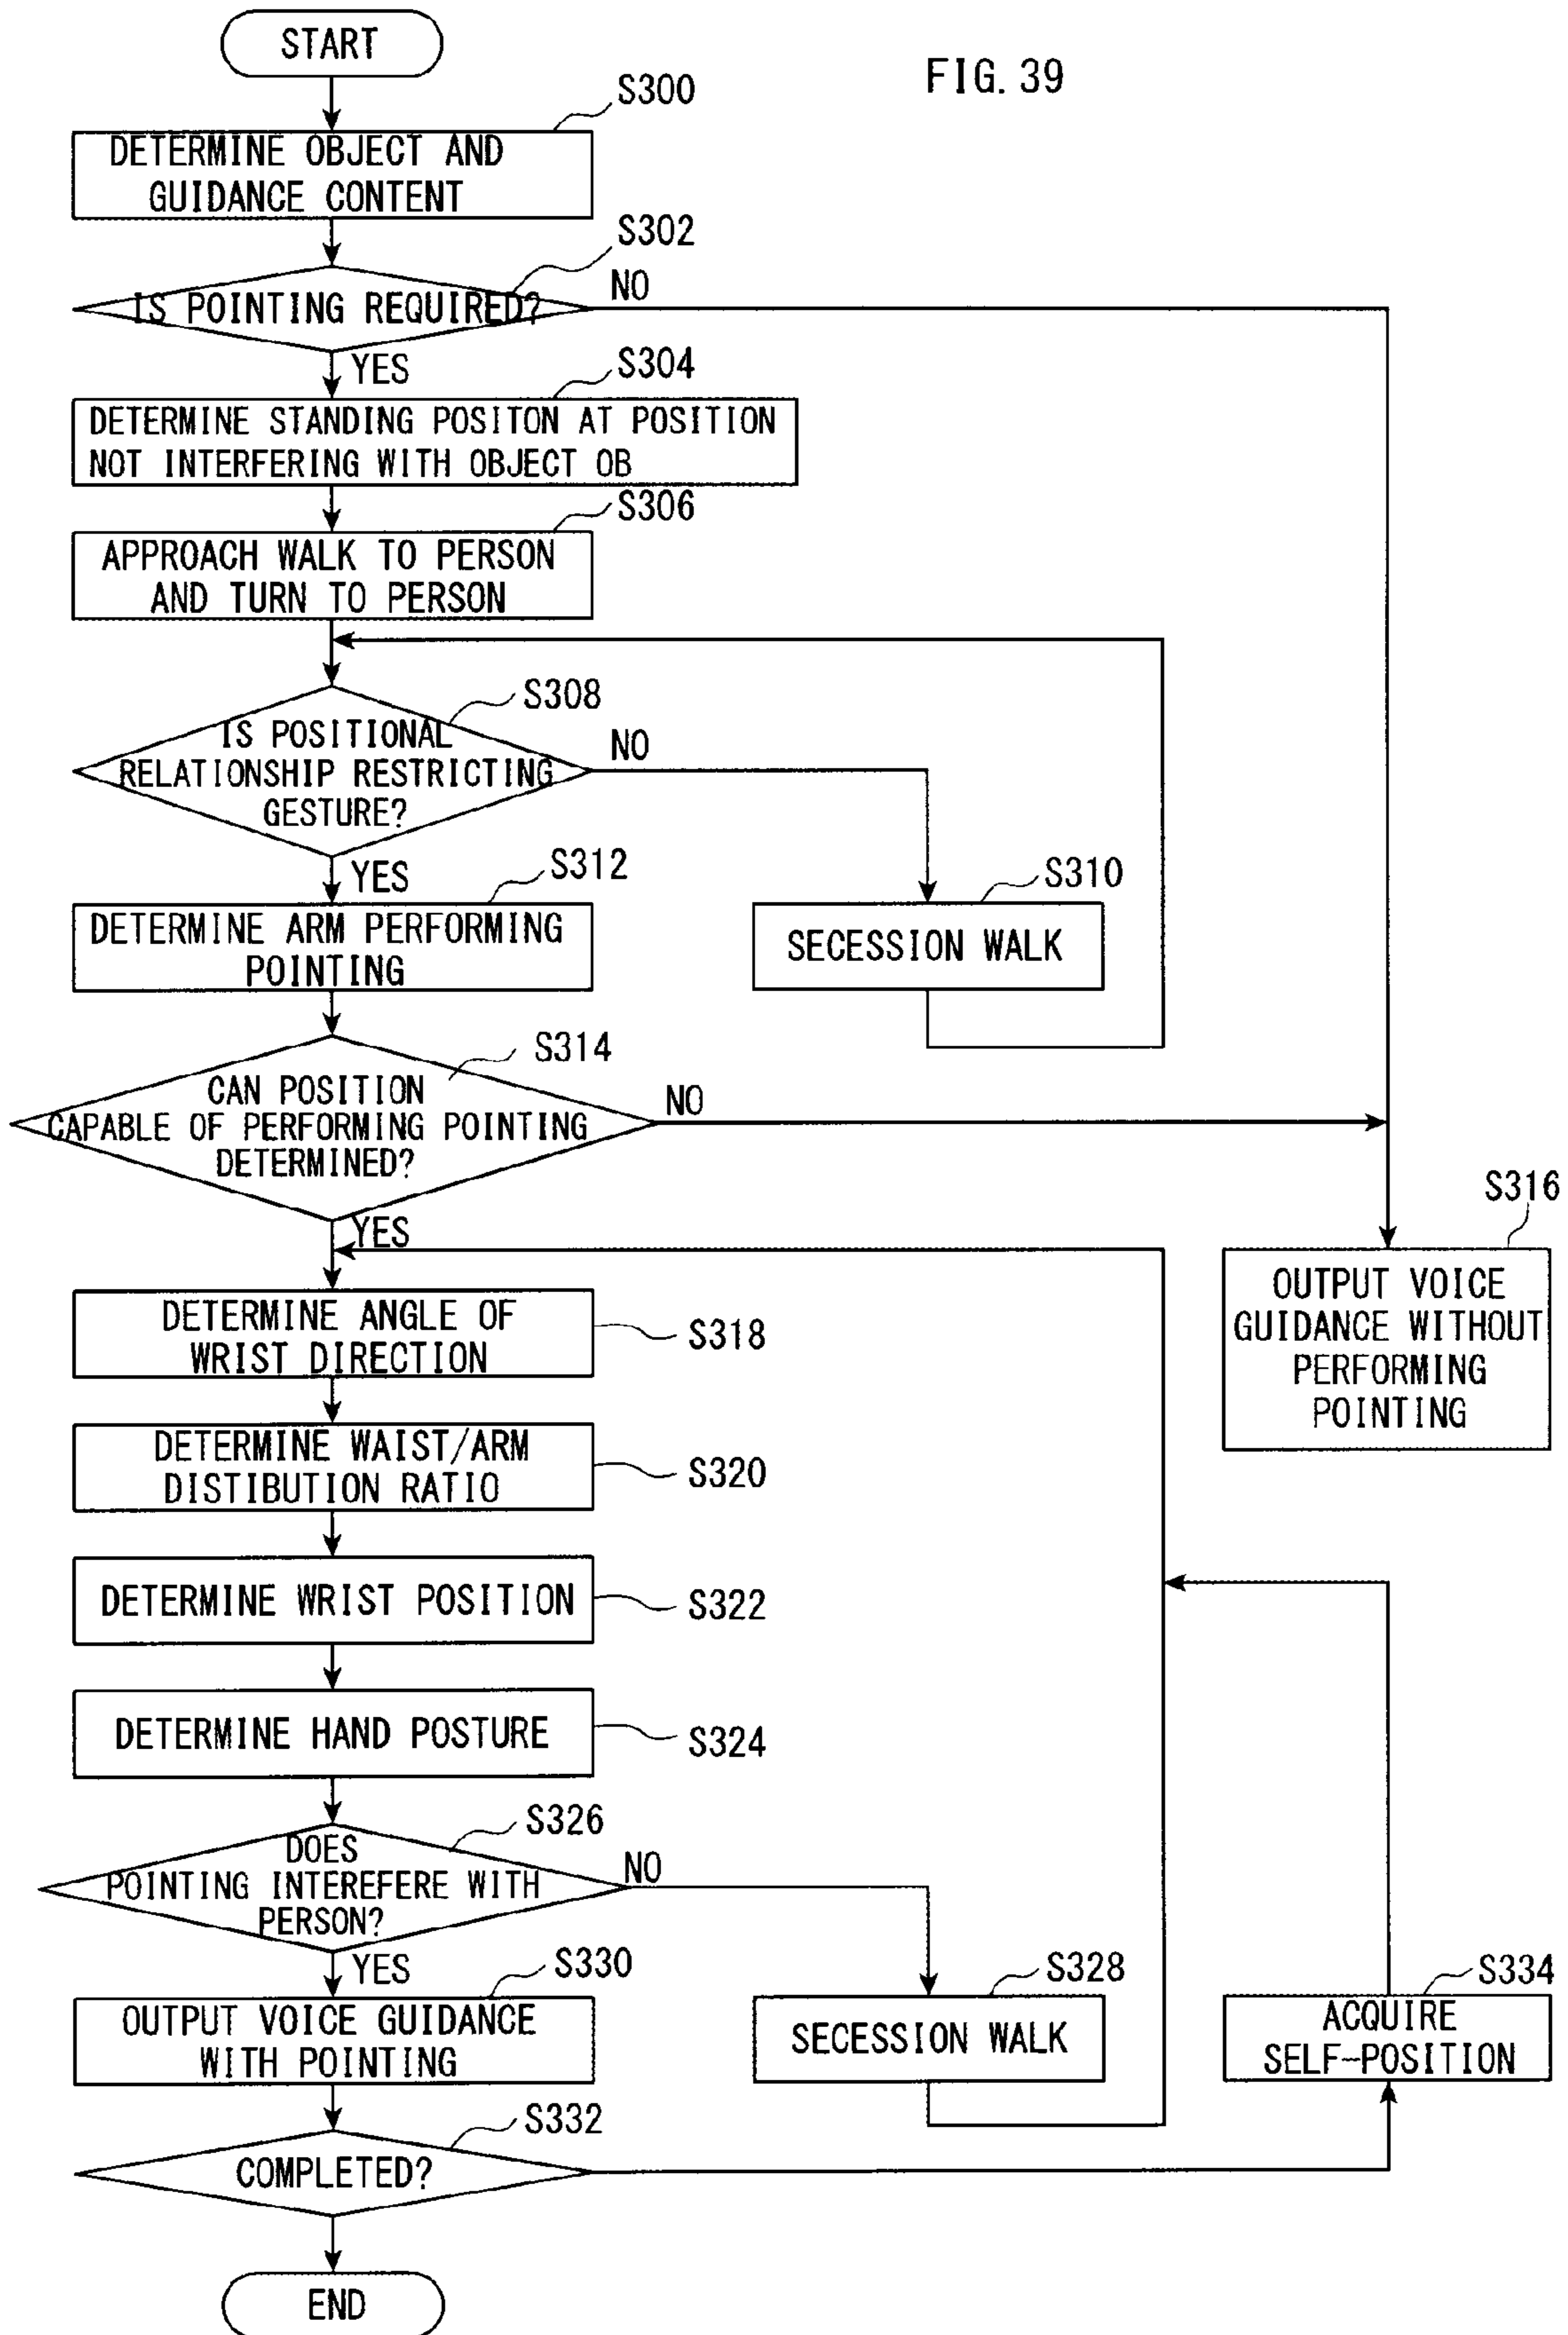 START
FIG. 39
S300
DETERMINE OBJECT AND
GUIDANCE CONTENT
S302
IS POINTING REQUIRED?
NO
YES
S304
DETERMINE STANDING POSITON AT POSITION
NOT INTERFERING WITH OBJECT OB
S306
APPROACH WALK TO PERSON
AND TURN TO PERSON
S308
IS POSITIONAL
RELATIONSHIP RESTRICTING
GESTURE?
NO
YES
S312
DETERMINE ARM PERFORMING
POINTING
S310
SECESSION WALK
S314
CAN POSITION
CAPABLE OF PERFORMING POINTING
DETERMINED?
NO
YES
S316
OUTPUT VOICE
GUIDANCE WITHOUT
PERFORMING
POINTING
DETERMINE ANGLE OF
WRIST DIRECTION
S318
DETERMINE WAIST/ARM
DISTIBUTION RATIO
S320
DETERMINE WRIST POSITION
S322
DETERMINE HAND POSTURE
S324
S326
DOES
POINTING INTEREFERE WITH
PERSON?
NO
YES
S330
OUTPUT VOICE GUIDANCE
WITH POINTING
S328
SECESSION WALK
S334
ACQUIRE
SELF-POSITION
S332
COMPLETED?
END